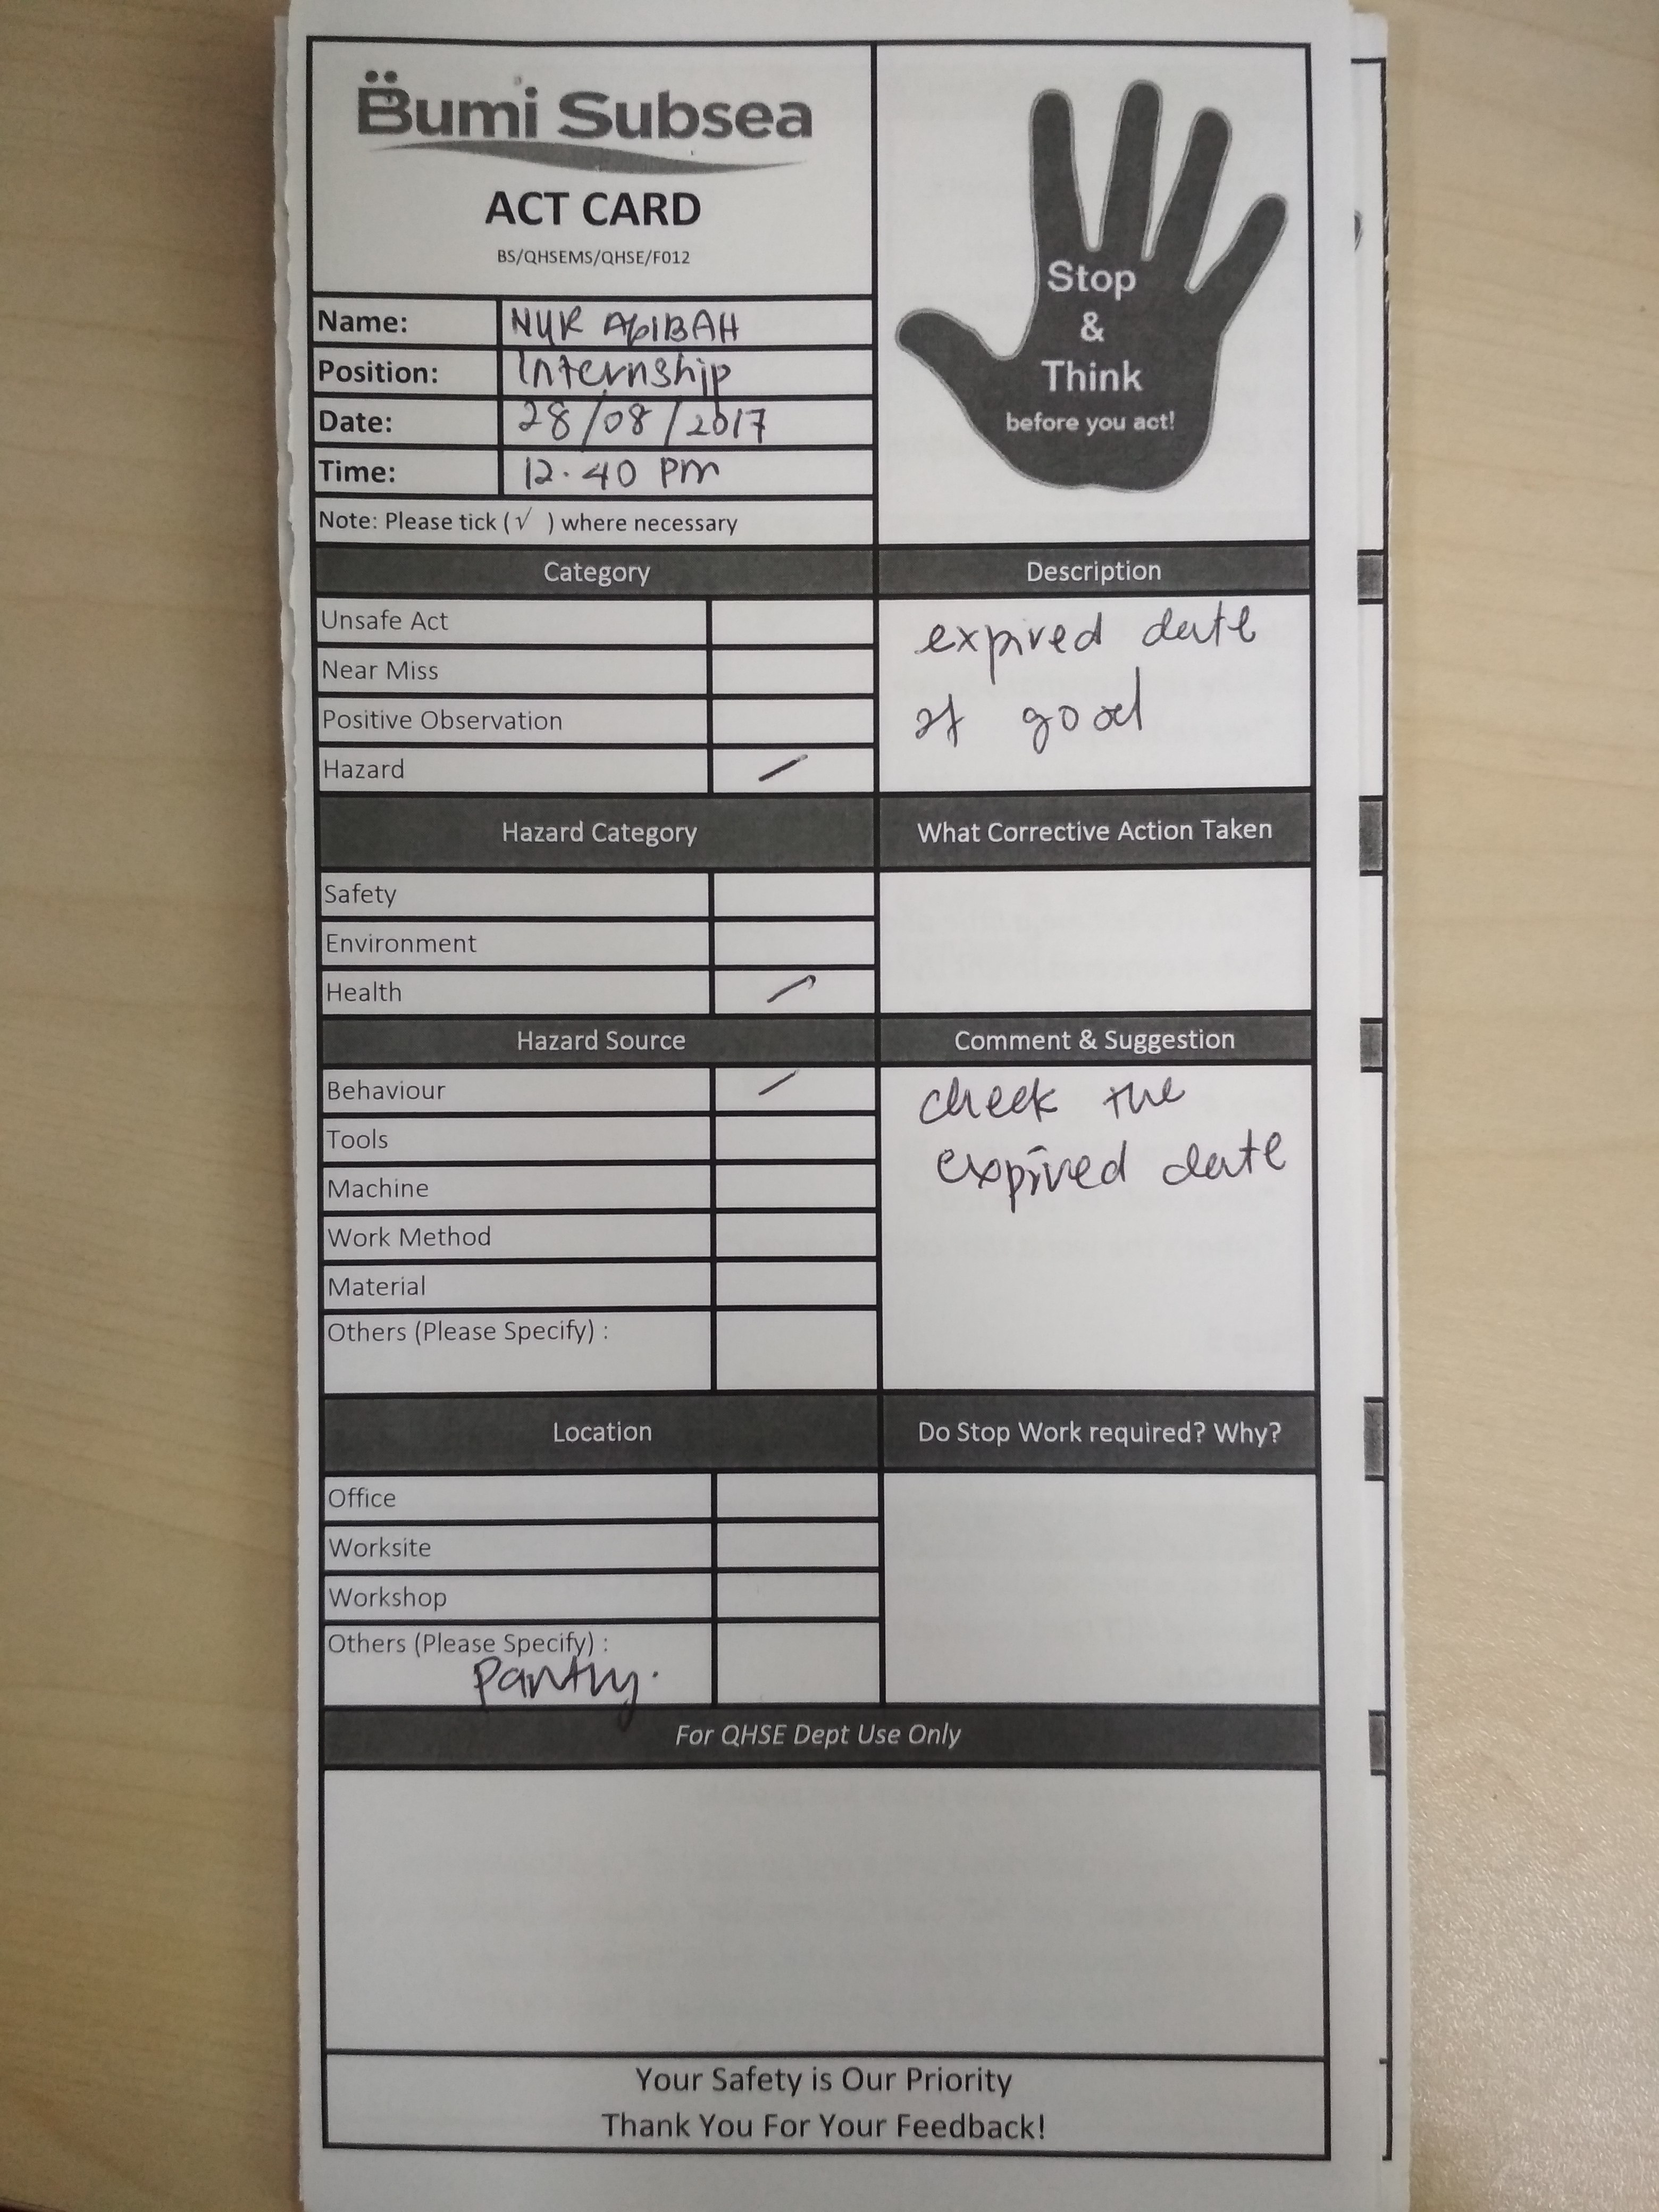 Bumi Subsea
ACT CARD
BS/QHSEMS/QHSE/F012
Stop
&
Think
before you act!
Name: NUR
Position: Internship
Date: 28/08/2017
Time: 12.40 PM
Note: Please tick (√ ) where necessary
Category
Unsafe Act
Near Miss
Positive Observation
Hazard /
Description
expired date
of good
Hazard Category
Safety
Environment
Health /
What Corrective Action Taken
Hazard Source
Behaviour /
Tools
Machine
Work Method
Material
Others (Please Specify) :
Comment & Suggestion
check the
expired date
Location
Office
Worksite
Workshop
Others (Please Specify) :
Pantry.
Do Stop Work required? Why?
For QHSE Dept Use Only
Your Safety is Our Priority
Thank You For Your Feedback!